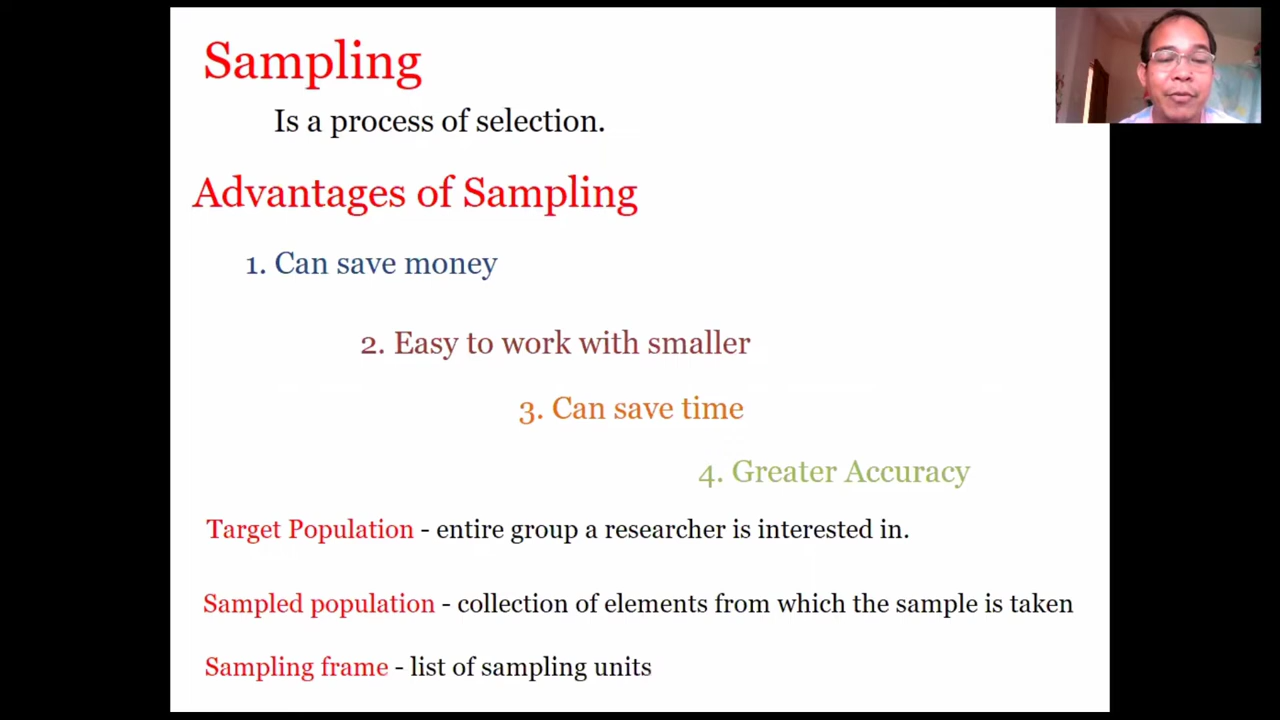 Sampling
Is a process of selection.
Advantages of Sampling
1. Can save money
2. Easy to work with smaller
3. Can save time
4. Greater Accuracy
Target Population - entire group a researcher is interested in.
Sampled population - collection of elements from which the sample is taken
Sampling frame - list of sampling units